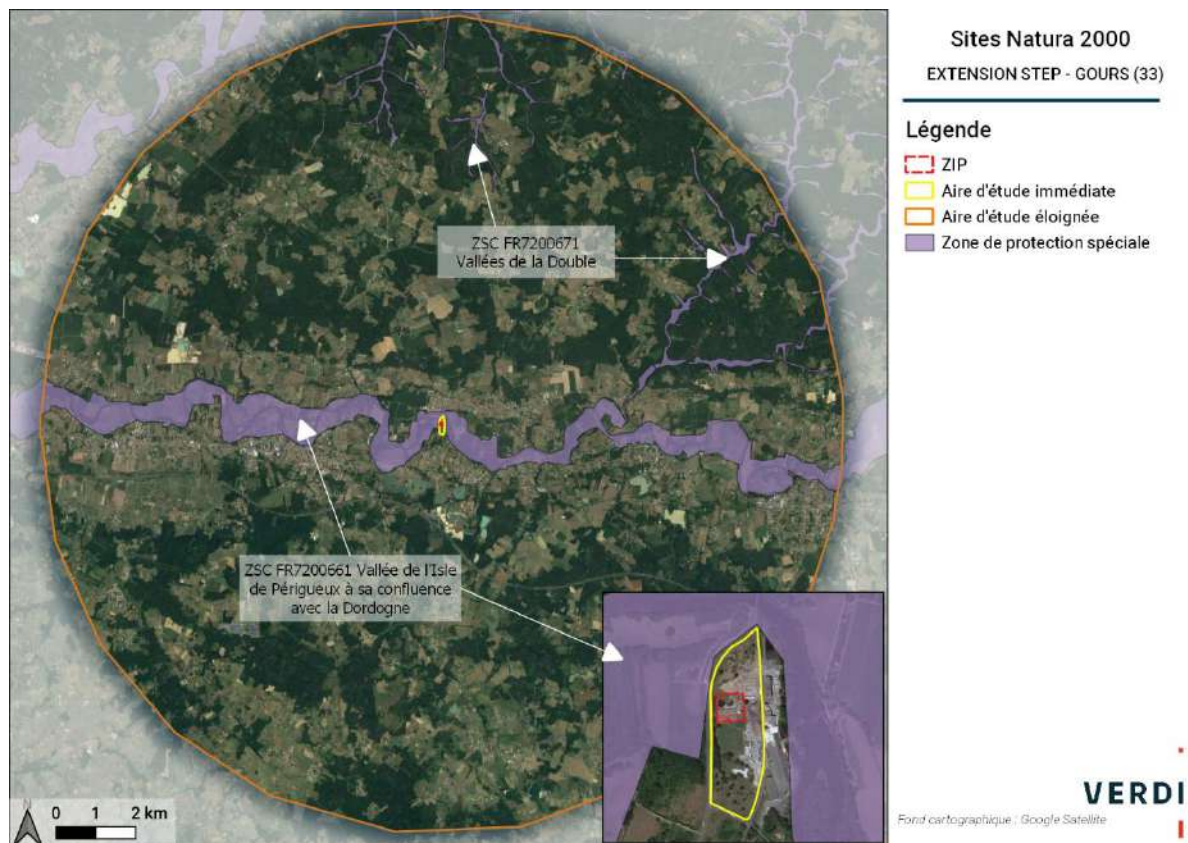 Sites Natura 2000
EXTENSION STEP - GOURS (33)
Légende
ZIP
Aire d'étude immédiate
Aire d'étude éloignée
Zone de protection spéciale
ZSC FR7200671
Vallées de la Double
ZSC FR7200661 Vallée de l'Isle
de Périgueux à sa confluence
avec la Dordogne
0 1 2 km
VERDI
Fond cartographique : Google Satellite